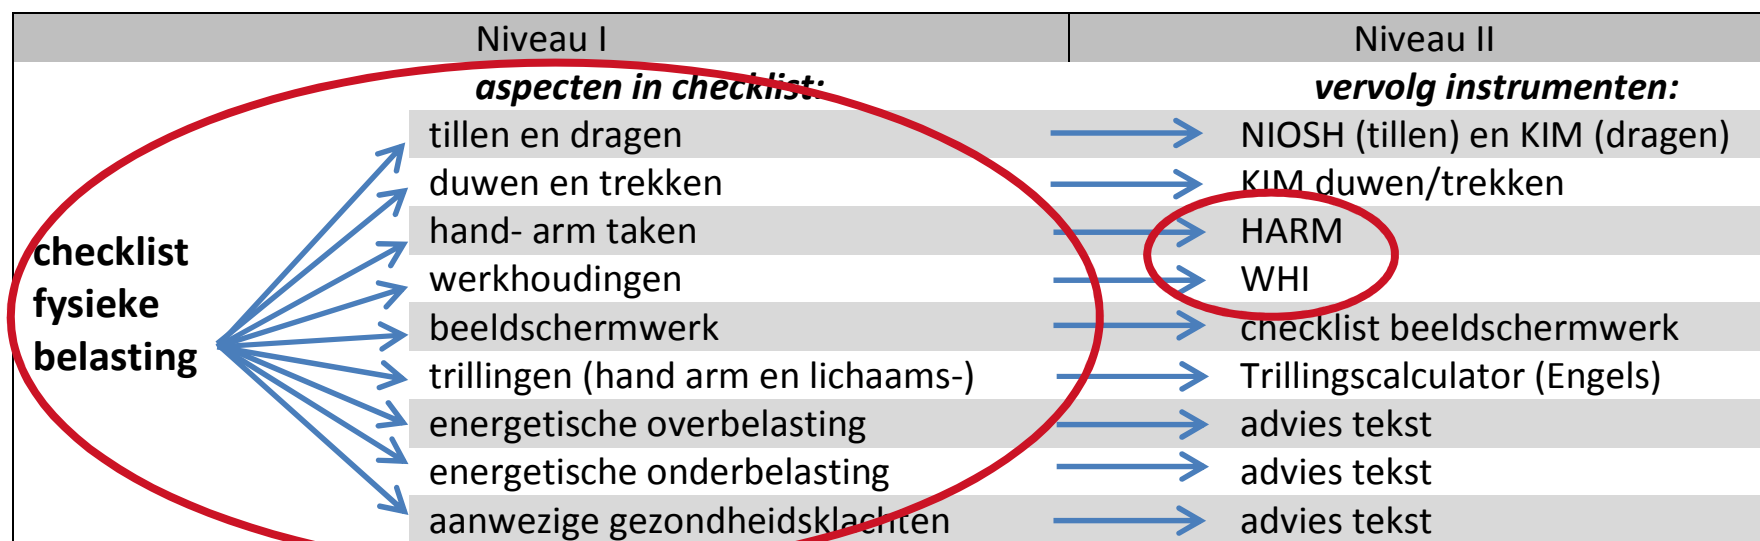 Niveau I Niveau II
aspecten in checklist: vervolg instrumenten:
tillen en dragen NIOSH (tillen) en KIM (dragen)
duwen en trekken KIM duwen/trekken
hand- arm taken HARM
checklist
fysieke
belasting
werkhoudingen WHI
beeldschermwerk checklist beeldschermwerk
trillingen (hand arm en lichaams-) Trillingscalculator (Engels)
energetische overbelasting advies tekst
energetische onderbelasting advies tekst
aanwezige gezondheidsklachten advies tekst